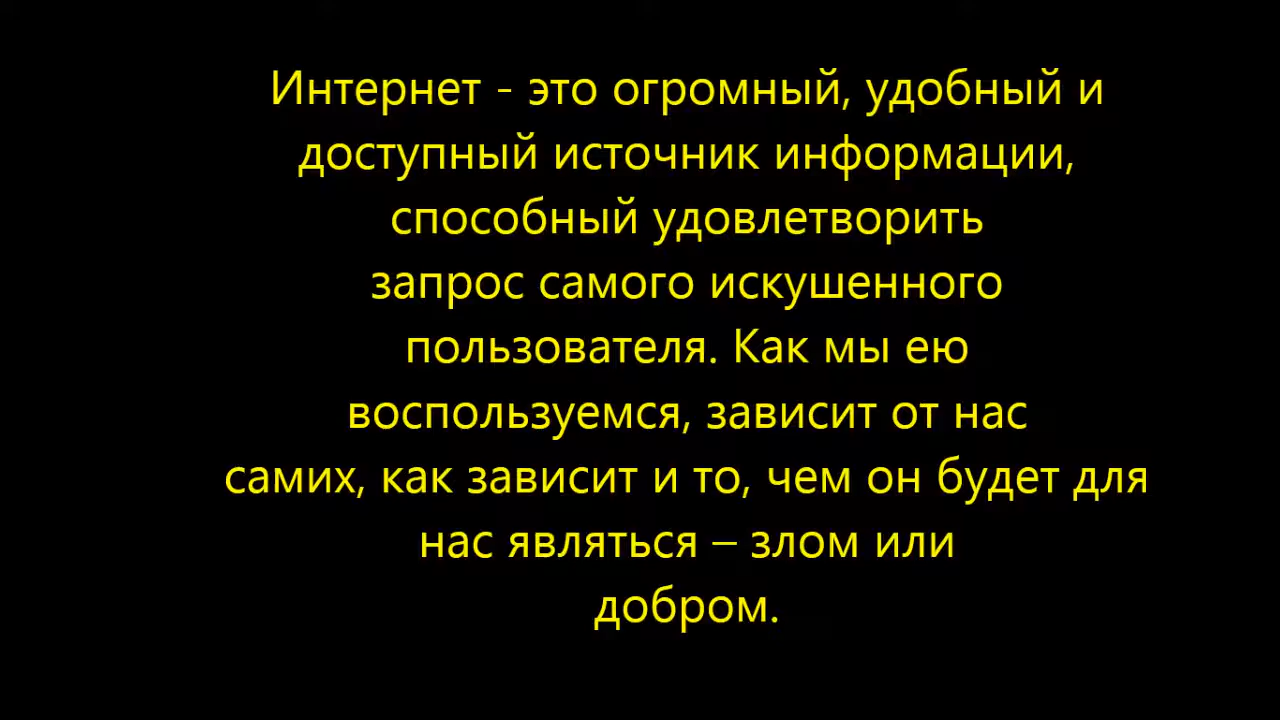 Интернет - это огромный, удобный и
доступный источник информации,
способный удовлетворить
запрос самого искушенного
пользователя. Как мы ею
воспользуемся, зависит от нас
самих, как зависит и то, чем он будет для
нас являться – злом или
добром.